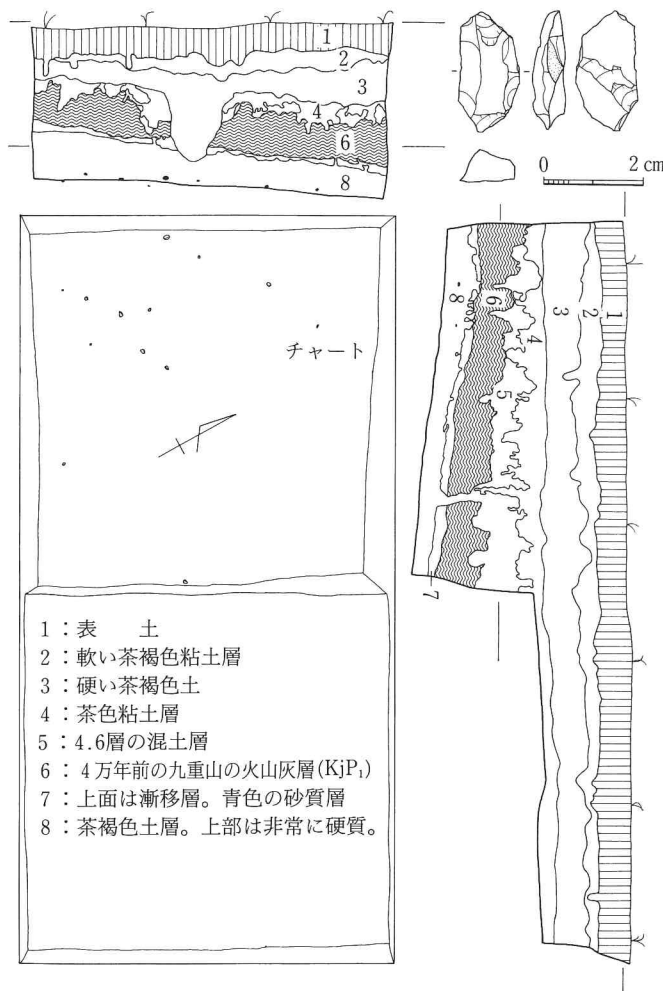 1
2
3
4
6
8
0 2 cm
チャート
1
2
3
4
5
6
8
7
1：表　　土
2：軟い茶褐色粘土層
3：硬い茶褐色土
4：茶色粘土層
5：4.6層の混土層
6：4万年前の九重山の火山灰層(KjP₁)
7：上面は漸移層。青色の砂質層
8：茶褐色土層。上部は非常に硬質。